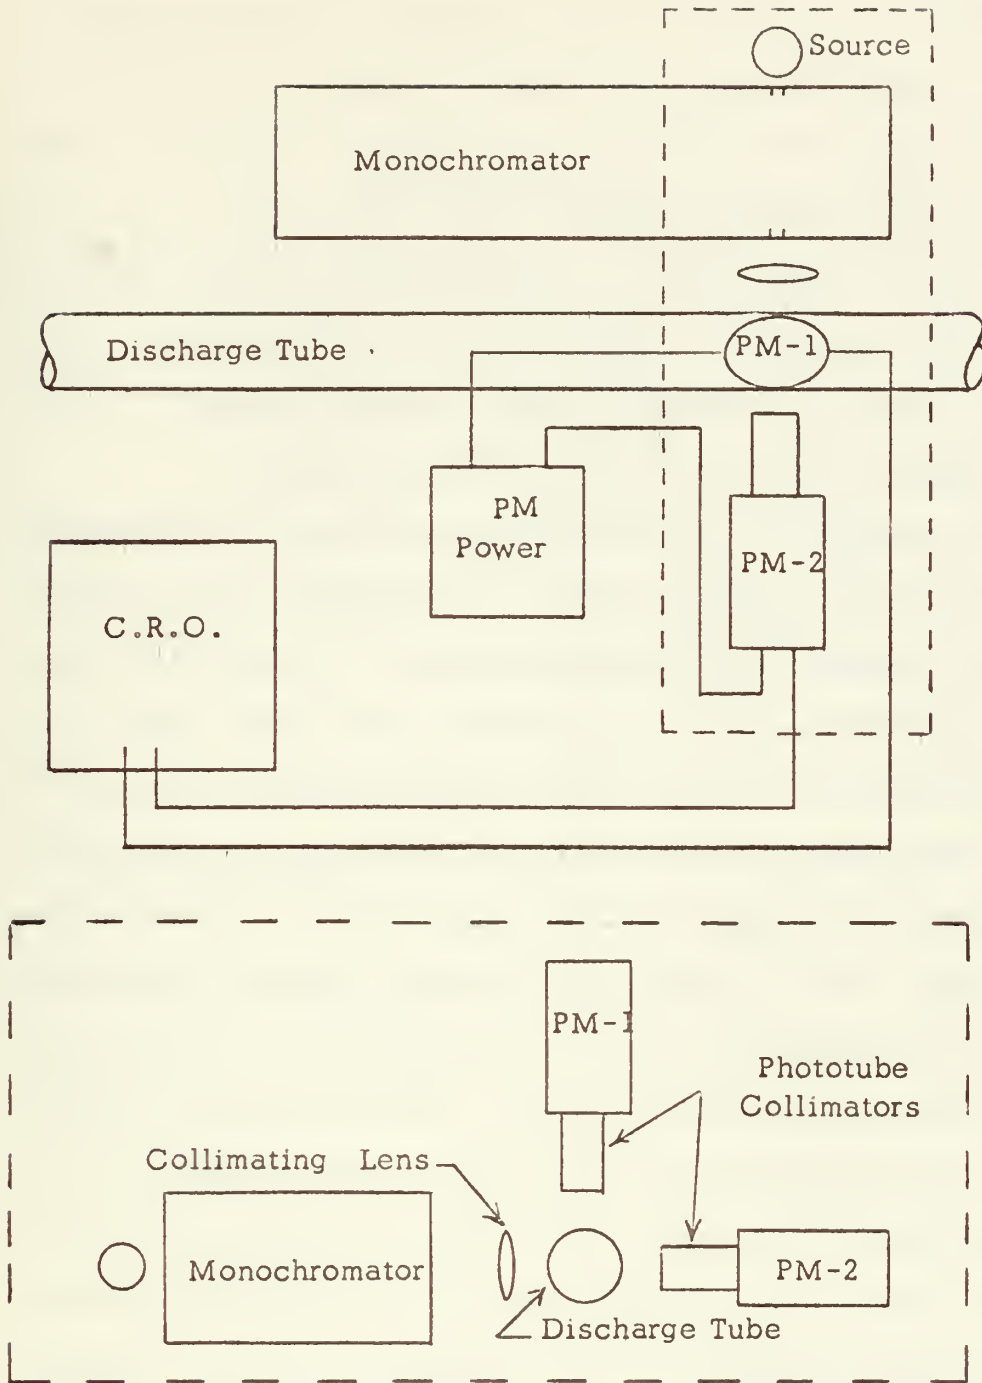 Source
Monochromator
Discharge Tube
PM-1
PM
Power
PM-2
C.R.O.
PM-1
Phototube
Collimators
Collimating Lens
Monochromator
PM-2
Discharge Tube